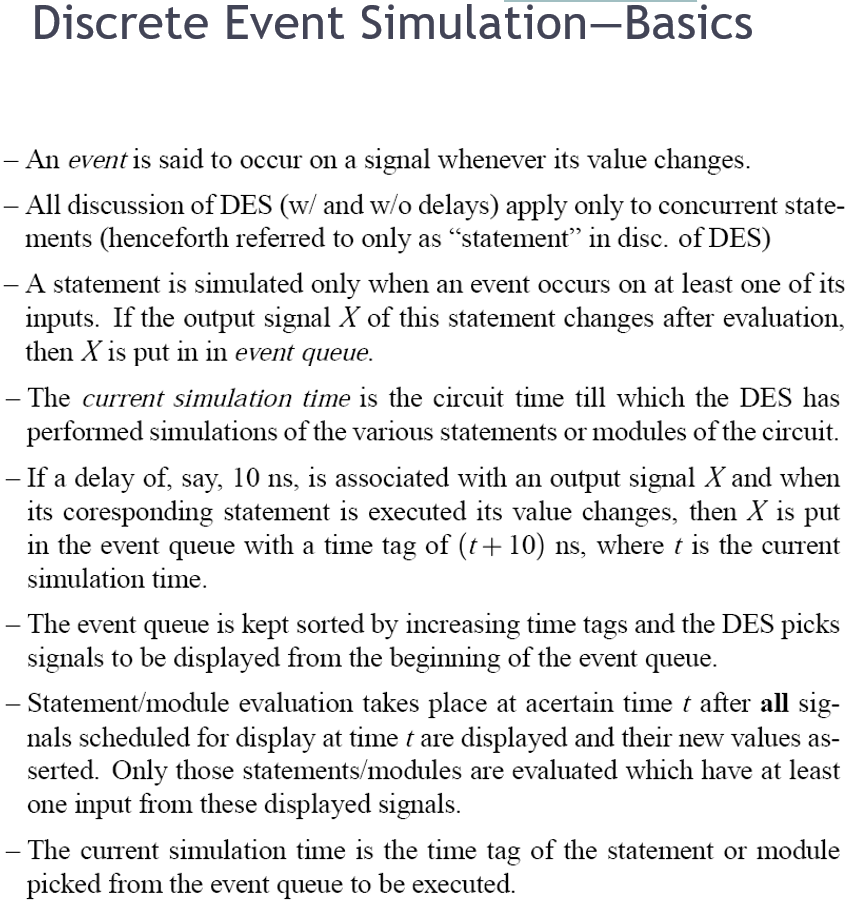 Discrete Event Simulation—Basics
– An event is said to occur on a signal whenever its value changes.
– All discussion of DES (w/ and w/o delays) apply only to concurrent state-
ments (henceforth referred to only as “statement” in disc. of DES)
– A statement is simulated only when an event occurs on at least one of its
inputs. If the output signal X of this statement changes after evaluation,
then X is put in in event queue.
– The current simulation time is the circuit time till which the DES has
performed simulations of the various statements or modules of the circuit.
– If a delay of, say, 10 ns, is associated with an output signal X and when
its coresponding statement is executed its value changes, then X is put
in the event queue with a time tag of (t + 10) ns, where t is the current
simulation time.
– The event queue is kept sorted by increasing time tags and the DES picks
signals to be displayed from the beginning of the event queue.
– Statement/module evaluation takes place at acertain time t after all sig-
nals scheduled for display at time t are displayed and their new values as-
serted. Only those statements/modules are evaluated which have at least
one input from these displayed signals.
– The current simulation time is the time tag of the statement or module
picked from the event queue to be executed.